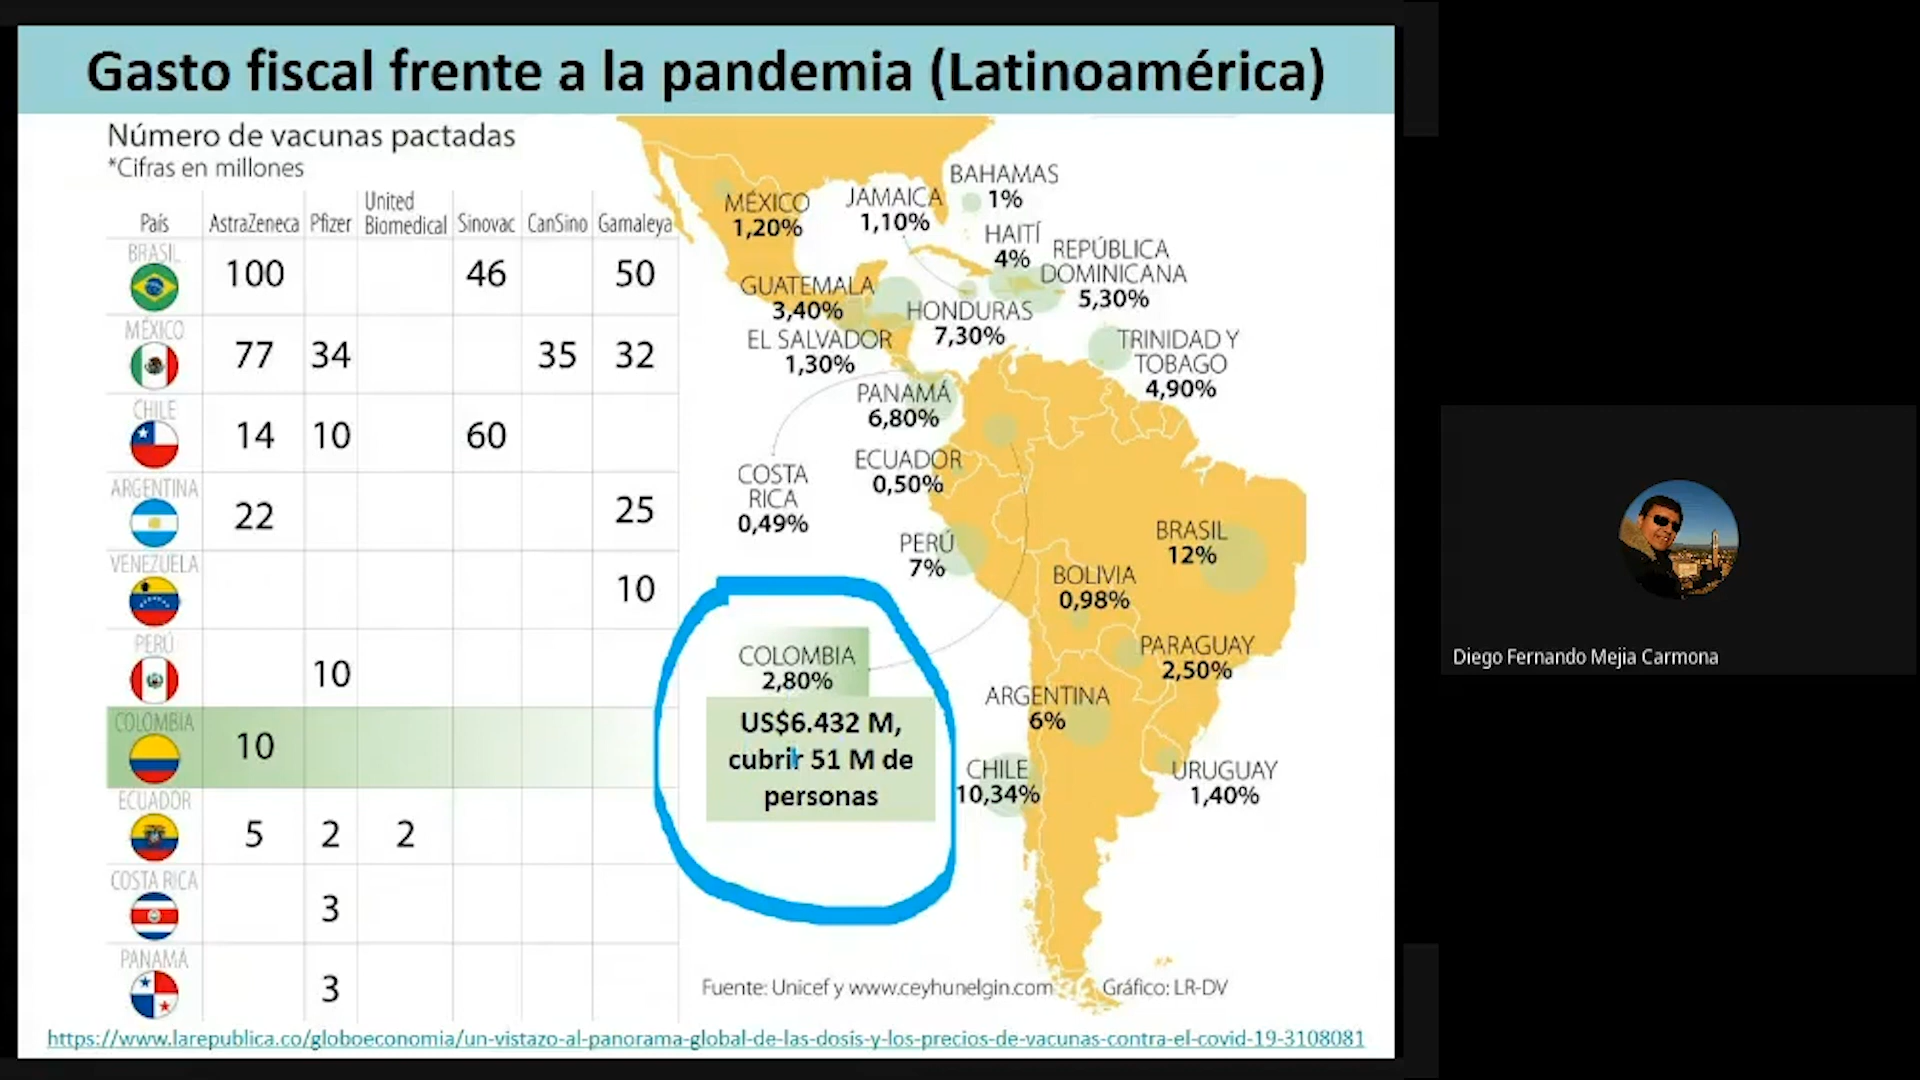 Gasto fiscal frente a la pandemia (Latinoamérica)
Número de vacunas pactadas
*Cifras en millones
País AstraZeneca Pfizer United Biomedical Sinovac CanSino Gamaleya
BRASIL 100 46 50
MÉXICO 77 34 35 32
CHILE 14 10 60
ARGENTINA 22 25
VENEZUELA 10
PERÚ 10
COLOMBIA 10
ECUADOR 5 2 2
COSTA RICA 3
PANAMÁ 3
MÉXICO
1,20%
JAMAICA
1,10%
BAHAMAS
1%
HAITÍ
4%
REPÚBLICA
DOMINICANA
5,30%
GUATEMALA
3,40%
HONDURAS
7,30%
EL SALVADOR
1,30%
TRINIDAD Y
TOBAGO
4,90%
PANAMÁ
6,80%
COSTA
RICA
0,49%
ECUADOR
0,50%
PERÚ
7%
BRASIL
12%
BOLIVIA
0,98%
COLOMBIA
2,80%
US$6.432 M,
cubrir 51 M de
personas
PARAGUAY
2,50%
ARGENTINA
6%
CHILE
10,34%
URUGUAY
1,40%
Fuente: Unicef y www.ceyhunelgin.com
Gráfico: LR-DV
https://www.larepublica.co/globoeconomia/un-vistazo-al-panorama-global-de-las-dosis-y-los-precios-de-vacunas-contra-el-covid-19-3108081
Diego Fernando Mejia Carmona